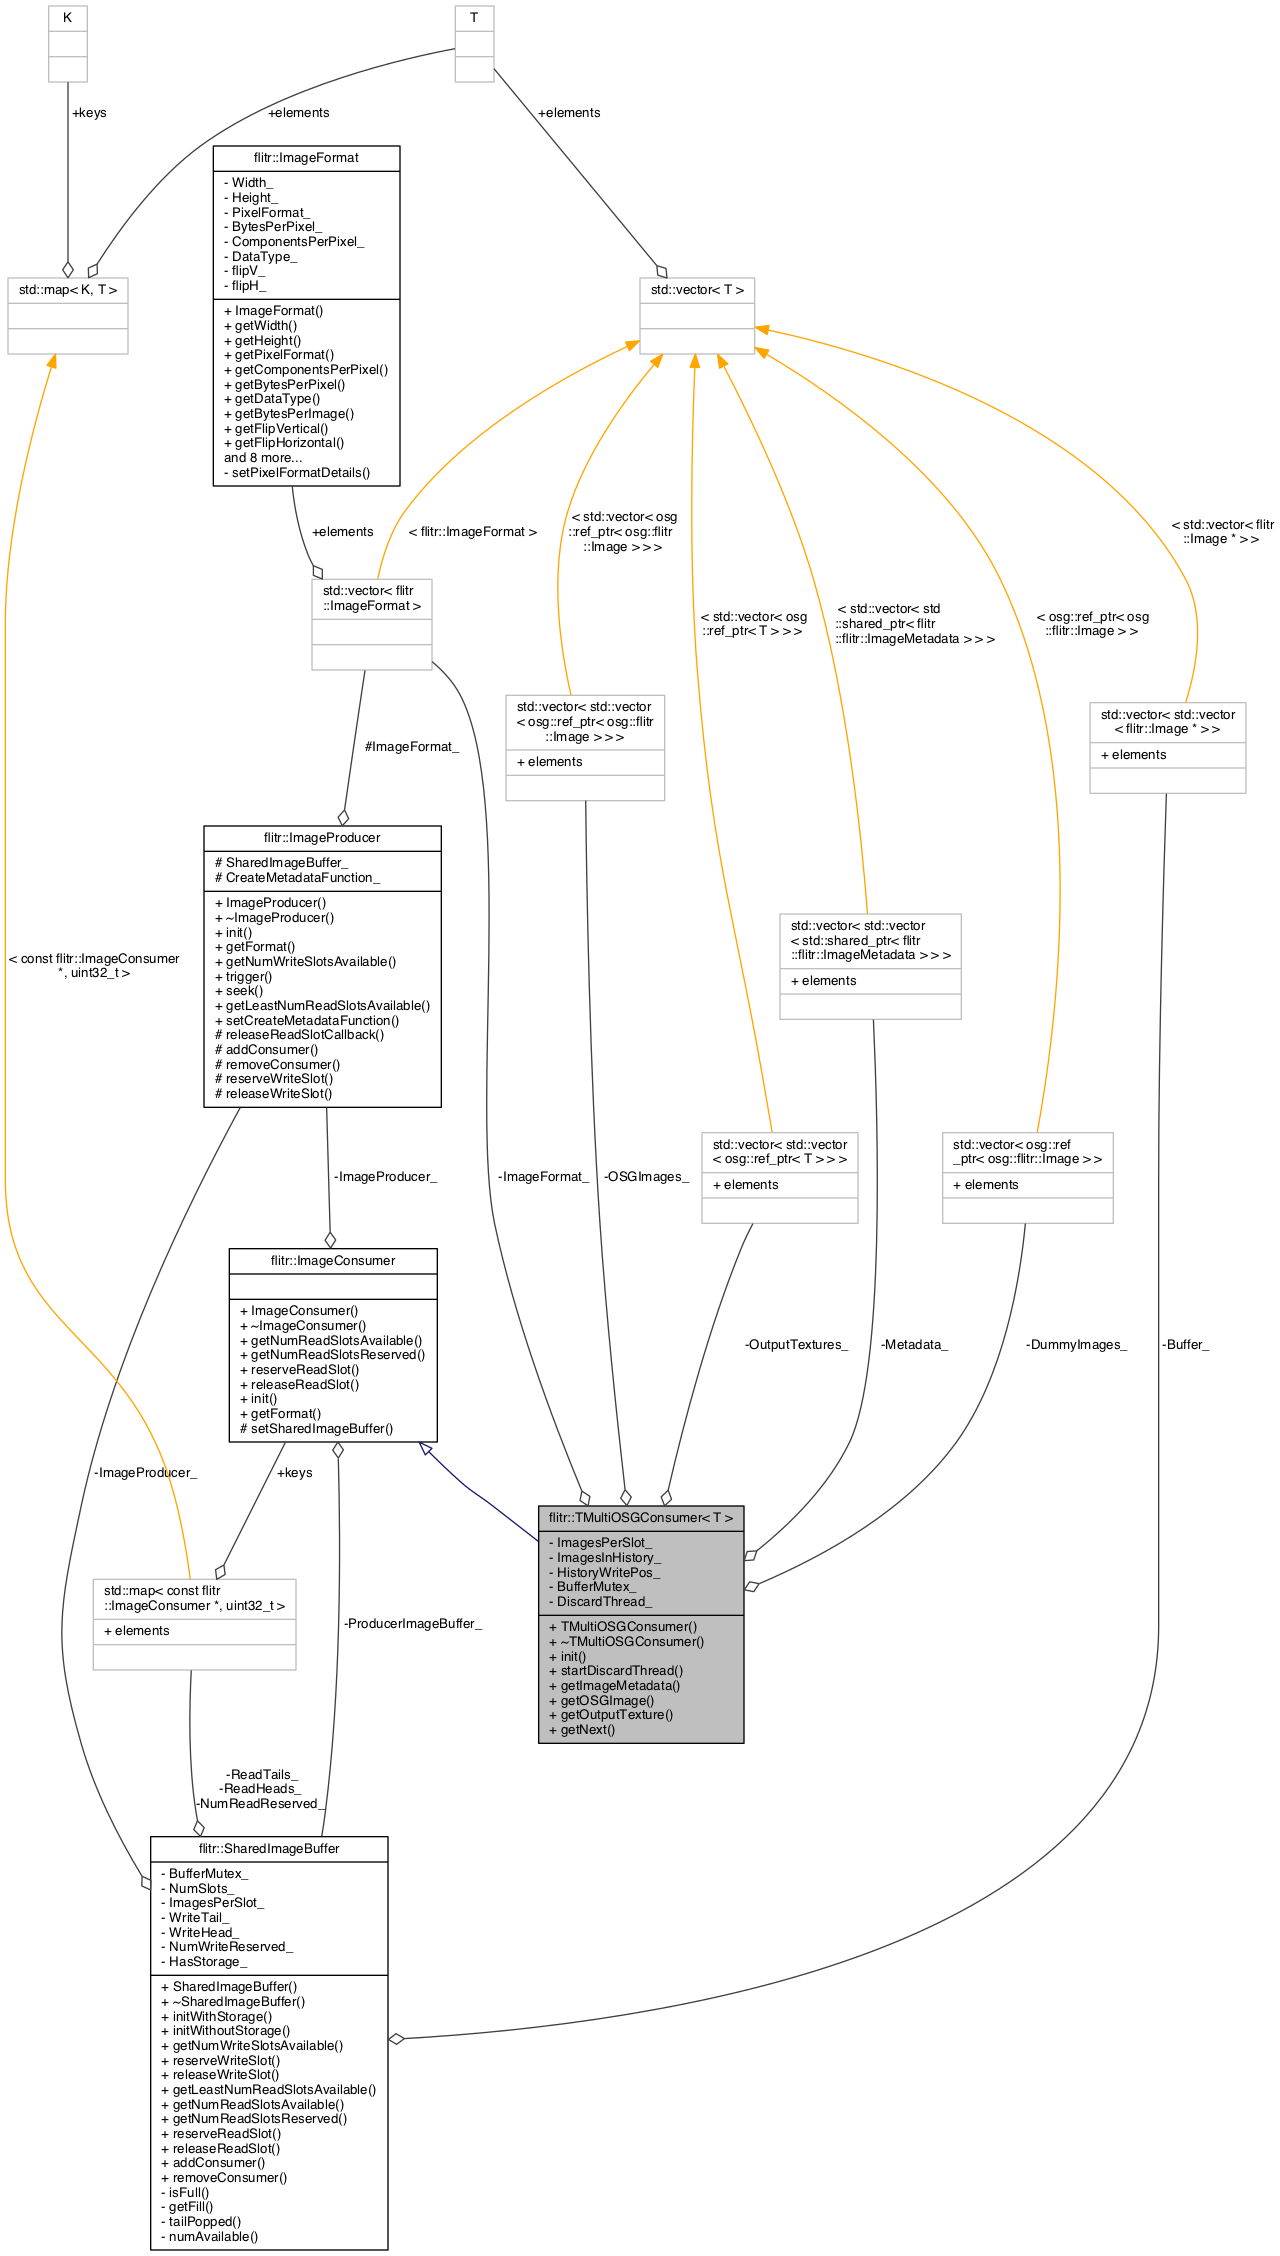 K
T
+keys
+elements
+elements
flitr::ImageFormat
- Width_
- Height_
- PixelFormat_
- BytesPerPixel_
- ComponentsPerPixel_
- DataType_
- flipV_
- flipH_
+ ImageFormat()
+ getWidth()
+ getHeight()
+ getPixelFormat()
+ getComponentsPerPixel()
+ getBytesPerPixel()
+ getDataType()
+ getBytesPerImage()
+ getFlipVertical()
+ getFlipHorizontal()
and 8 more...
- setPixelFormatDetails()
std::map< K, T >
std::vector< T >
+elements
< flitr::ImageFormat >
< std::vector< osg
::ref_ptr< osg::flitr
::Image > > >
< std::vector< flitr
::Image * > >
std::vector< flitr
::ImageFormat >
< std::vector< osg
::ref_ptr< T > > >
< std::vector< std
::shared_ptr< flitr
::flitr::ImageMetadata > > >
< osg::ref_ptr< osg
::flitr::Image > >
#ImageFormat_
std::vector< std::vector
< osg::ref_ptr< osg::flitr
::Image > > >
+ elements
std::vector< std::vector
< flitr::Image * > >
+ elements
flitr::ImageProducer
# SharedImageBuffer_
# CreateMetadataFunction_
+ ImageProducer()
+ ~ImageProducer()
+ init()
+ getFormat()
+ getNumWriteSlotsAvailable()
+ trigger()
+ seek()
+ getLeastNumReadSlotsAvailable()
+ setCreateMetadataFunction()
# releaseReadSlotCallback()
# addConsumer()
# removeConsumer()
# reserveWriteSlot()
# releaseWriteSlot()
< const flitr::ImageConsumer
*, uint32_t >
std::vector< std::vector
< std::shared_ptr< flitr
::flitr::ImageMetadata > > >
+ elements
std::vector< std::vector
< osg::ref_ptr< T > > >
+ elements
std::vector< osg::ref
_ptr< osg::flitr::Image > >
+ elements
-ImageProducer_
-ImageFormat_
-OSGImages_
flitr::ImageConsumer
+ ImageConsumer()
+ ~ImageConsumer()
+ getNumReadSlotsAvailable()
+ getNumReadSlotsReserved()
+ reserveReadSlot()
+ releaseReadSlot()
+ init()
+ getFormat()
# setSharedImageBuffer()
-OutputTextures_
-Metadata_
-DummyImages_
-Buffer_
-ImageProducer_
+keys
flitr::TMultiOSGConsumer< T >
- ImagesPerSlot_
- ImagesInHistory_
- HistoryWritePos_
- BufferMutex_
- DiscardThread_
+ TMultiOSGConsumer()
+ ~TMultiOSGConsumer()
+ init()
+ startDiscardThread()
+ getImageMetadata()
+ getOSGImage()
+ getOutputTexture()
+ getNext()
std::map< const flitr
::ImageConsumer *, uint32_t >
+ elements
-ProducerImageBuffer_
-ReadTails_
-ReadHeads_
-NumReadReserved_
flitr::SharedImageBuffer
- BufferMutex_
- NumSlots_
- ImagesPerSlot_
- WriteTail_
- WriteHead_
- NumWriteReserved_
- HasStorage_
+ SharedImageBuffer()
+ ~SharedImageBuffer()
+ initWithStorage()
+ initWithoutStorage()
+ getNumWriteSlotsAvailable()
+ reserveWriteSlot()
+ releaseWriteSlot()
+ getLeastNumReadSlotsAvailable()
+ getNumReadSlotsAvailable()
+ getNumReadSlotsReserved()
+ reserveReadSlot()
+ releaseReadSlot()
+ addConsumer()
+ removeConsumer()
- isFull()
- getFill()
- tailPopped()
- numAvailable()